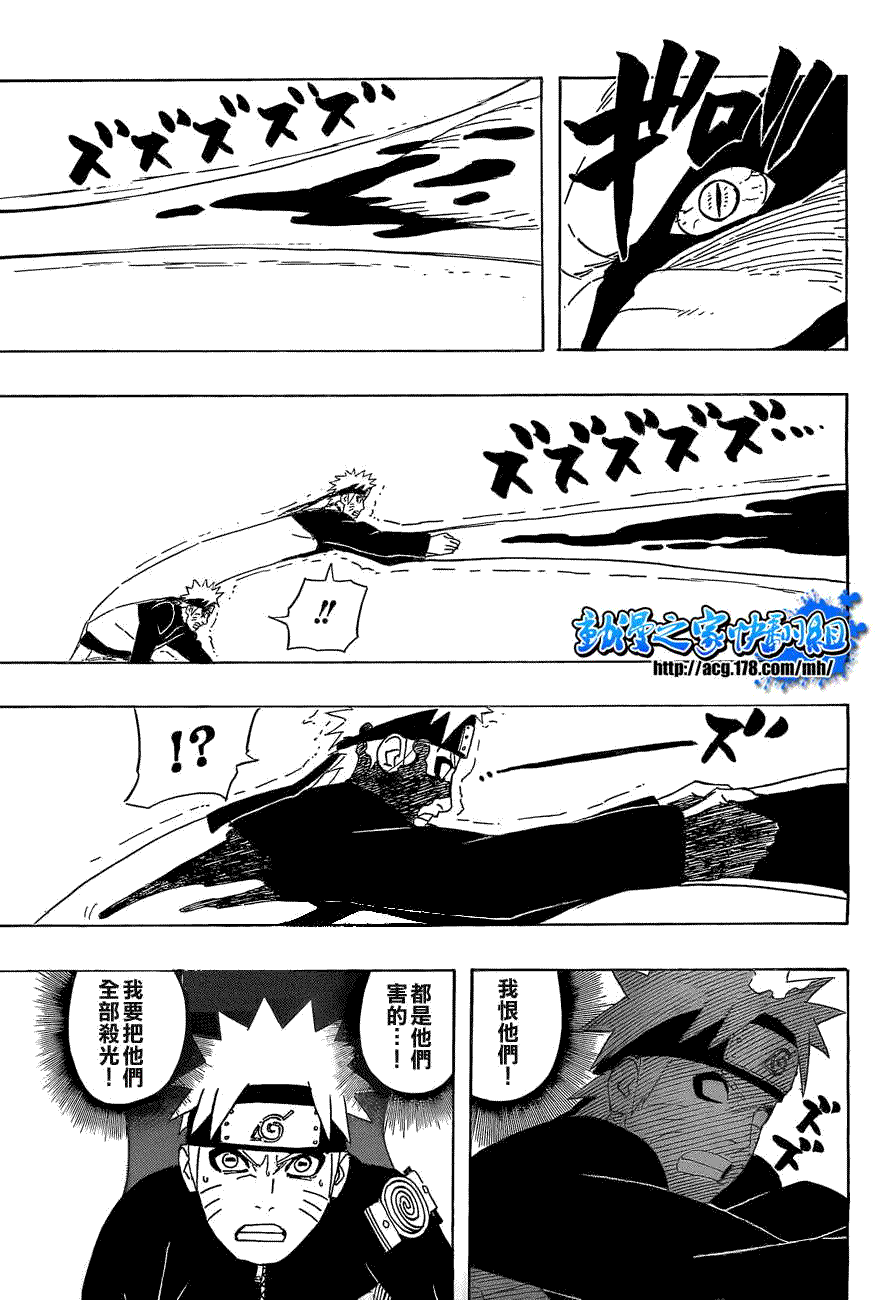 ギロ!!
ズズズズズ
ズズズズズ…
!!
動漫之家快翻組
http://acg.178.com/mh/
ズ
!?
我恨他們！
ズズ
都是他們
害的…！
我要把他們
全部殺光！